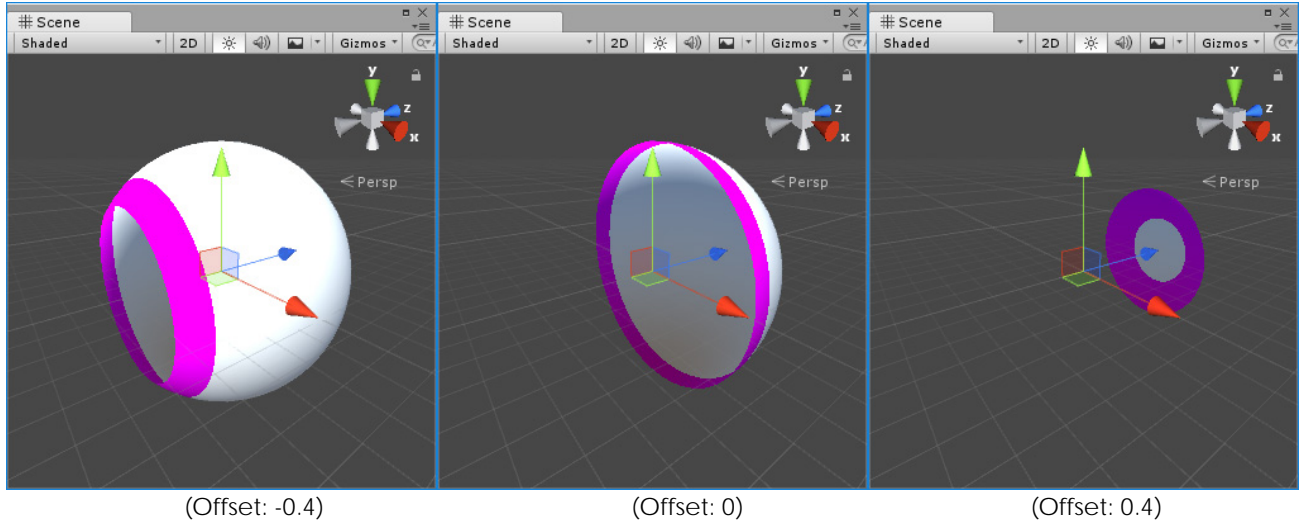 Scene
Shaded 2D Gizmos
y
z
x
Persp
(Offset: -0.4)
Scene
Shaded 2D Gizmos
y
z
x
Persp
(Offset: 0)
Scene
Shaded 2D Gizmos
y
z
x
Persp
(Offset: 0.4)